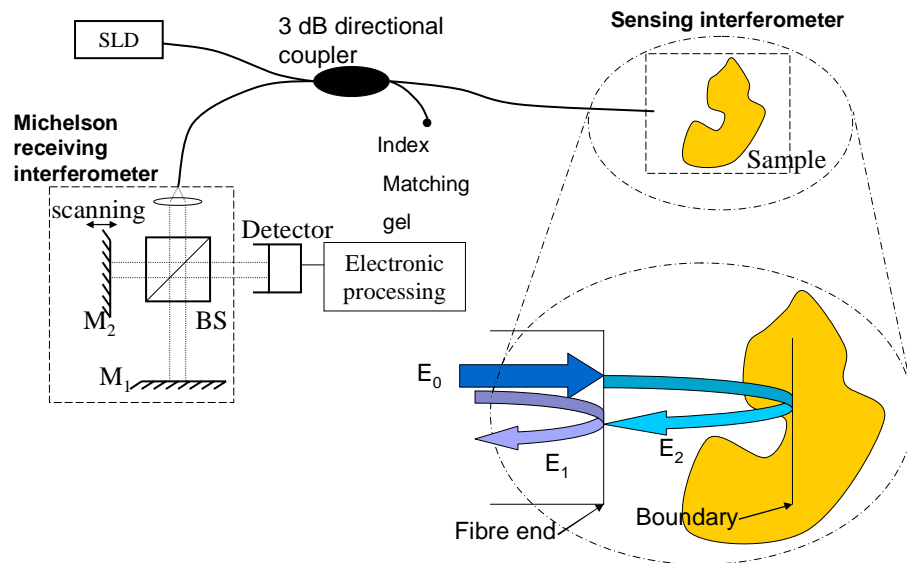 Sensing interferometer
SLD
3 dB directional
coupler
Michelson
receiving
interferometer
Index
Matching
gel
Sample
scanning
Detector
Electronic
processing
M2
BS
M1
E0
E1
E2
Fibre end
Boundary